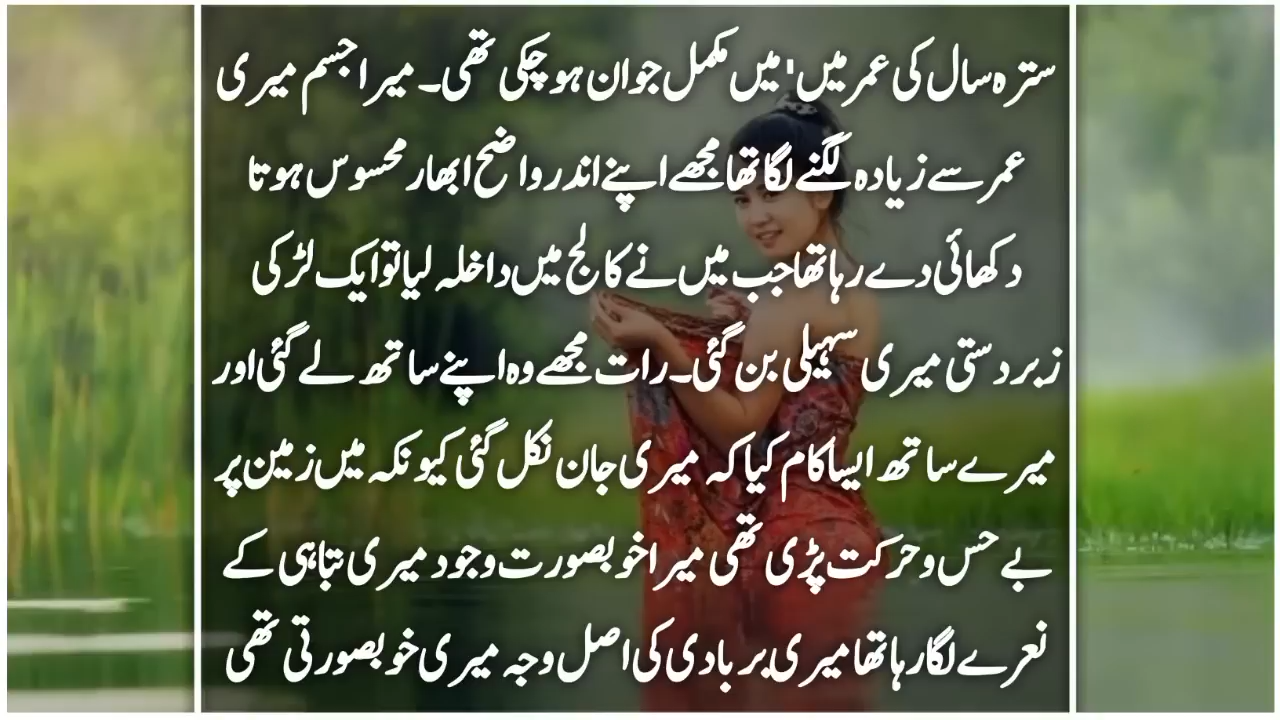 سترہ سال کی عمر میں' میں مکمل جوان ہو چکی تھی۔ میرا جسم میری
عمر سے زیادہ لگنے لگا تھا مجھے اپنے اندر واضح ابھار محسوس ہوتا
دکھائی دے رہا تھا جب میں نے کالج میں داخلہ لیا تو ایک لڑکی
زبردستی میری سہیلی بن گئی۔ رات مجھے وہ اپنے ساتھ لے گئی اور
میرے ساتھ ایسا کام کیا کہ میری جان نکل گئی کیونکہ میں زمین پر
بے حس و حرکت پڑی تھی میرا خوبصورت وجود میری تباہی کے
نعرے لگا رہا تھا میری بربادی کی اصل وجہ میری خوبصورتی تھی